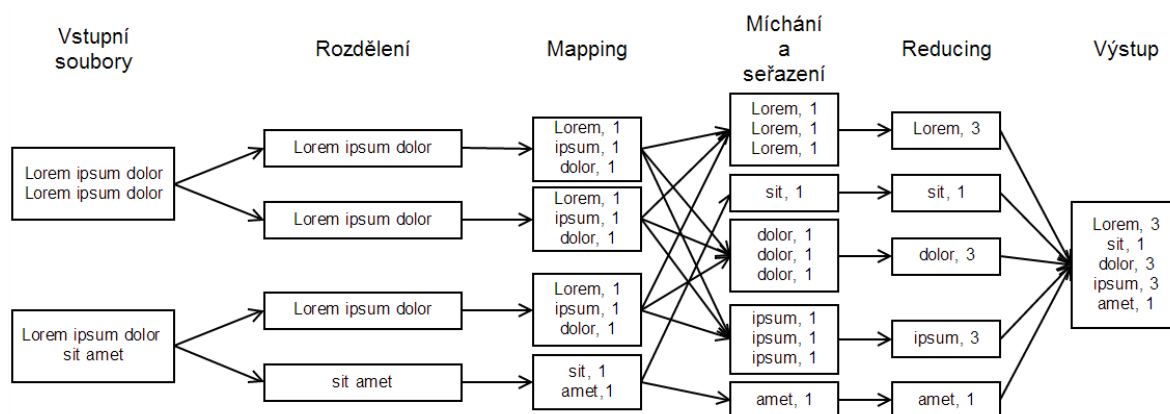 Vstupní
soubory
Rozdělení
Mapping
Míchání
a
seřazení
Reducing
Výstup
Lorem ipsum dolor
Lorem ipsum dolor
Lorem ipsum dolor
sit amet
Lorem ipsum dolor
Lorem ipsum dolor
Lorem ipsum dolor
sit amet
Lorem, 1
ipsum, 1
dolor, 1
Lorem, 1
ipsum, 1
dolor, 1
Lorem, 1
ipsum, 1
dolor, 1
sit, 1
amet,1
Lorem, 1
Lorem, 1
Lorem, 1
sit, 1
dolor, 1
dolor, 1
dolor, 1
ipsum, 1
ipsum, 1
ipsum, 1
amet, 1
Lorem, 3
sit, 1
dolor, 3
ipsum, 3
amet, 1
Lorem, 3
sit, 1
dolor, 3
ipsum, 3
amet, 1